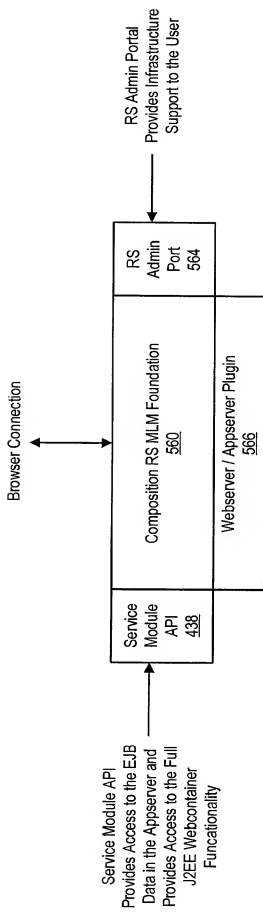 Browser Connection
Service Module API
Provides Access to the EJB
Data in the Appserver and
Provides Access to the Full
J2EE Webcontainer
Funcationality
Service
Module
API
438
Composition RS MLM Foundation
560
RS
Admin
Port
564
RS Admin Portal
Provides Infrastructure
Support to the User
Webserver / Appserver Plugin
566